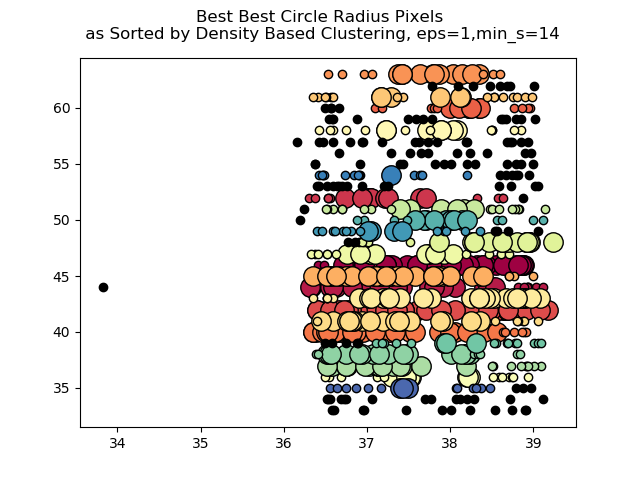 Best Best Circle Radius Pixels
as Sorted by Density Based Clustering, eps=1,min_s=14
60
55
50
45
40
35
34 35 36 37 38 39